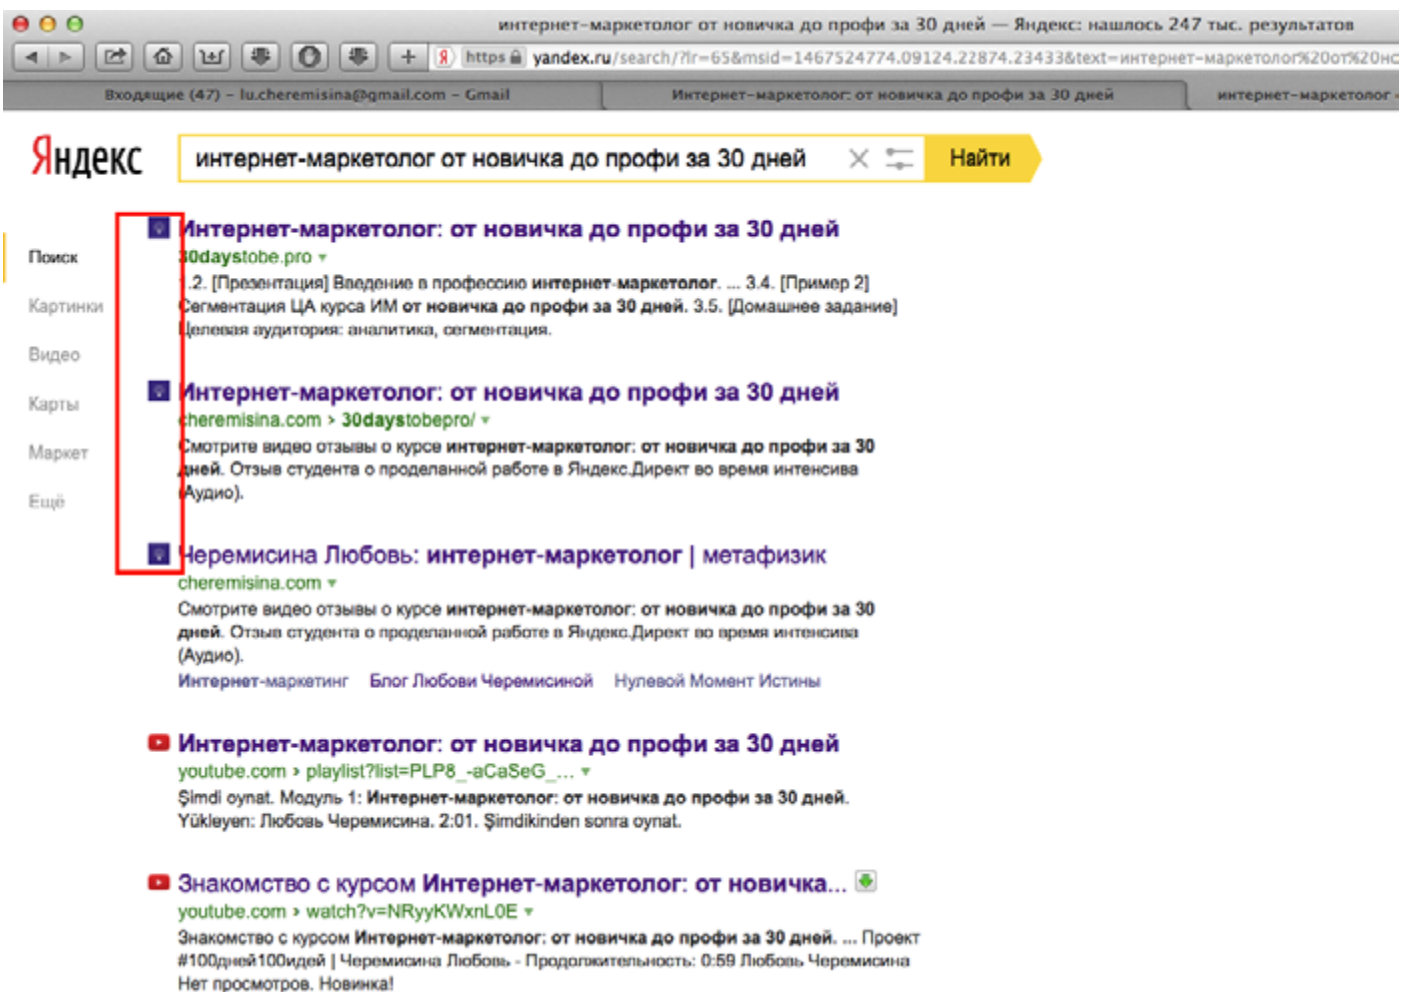 интернет-маркетолог от новичка до профи за 30 дней — Яндекс: нашлось 247 тыс. результатов
Я https yandex.ru/search/?lr=65&msid=1467524774.09124.22874.23433&text=интернет-маркетолог%20от%20нс
Входящие (47) – lu.cheremisina@gmail.com – Gmail
Интернет-маркетолог: от новичка до профи за 30 дней
интернет-маркетолог -
Яндекс
интернет-маркетолог от новичка до профи за 30 дней
Найти
Поиск
Картинки
Видео
Карты
Маркет
Ещё
Интернет-маркетолог: от новичка до профи за 30 дней
30daystobe.pro
1.2. [Презентация] Введение в профессию интернет-маркетолог. ... 3.4. [Пример 2]
Сегментация ЦА курса ИМ от новичка до профи за 30 дней. 3.5. [Домашнее задание]
Целевая аудитория: аналитика, сегментация.
Интернет-маркетолог: от новичка до профи за 30 дней
cheremisina.com › 30daystobepro/
Смотрите видео отзывы о курсе интернет-маркетолог: от новичка до профи за 30
дней. Отзыв студента о проделанной работе в Яндекс.Директ во время интенсива
(Аудио).
Черемисина Любовь: интернет-маркетолог | метафизик
cheremisina.com
Смотрите видео отзывы о курсе интернет-маркетолог: от новичка до профи за 30
дней. Отзыв студента о проделанной работе в Яндекс.Директ во время интенсива
(Аудио).
Интернет-маркетинг Блог Любови Черемисиной Нулевой Момент Истины
Интернет-маркетолог: от новичка до профи за 30 дней
youtube.com › playlist?list=PLP8_-aCaSeG_...
Şimdi oynat. Модуль 1: Интернет-маркетолог: от новичка до профи за 30 дней.
Yükleyen: Любовь Черемисина. 2:01. Şimdikinden sonra oynat.
Знакомство с курсом Интернет-маркетолог: от новичка...
youtube.com › watch?v=NRyyKWxnL0E
Знакомство с курсом Интернет-маркетолог: от новичка до профи за 30 дней. ... Проект
#100дней100идей | Черемисина Любовь - Продолжительность: 0:59 Любовь Черемисина
Нет просмотров. Новинка!